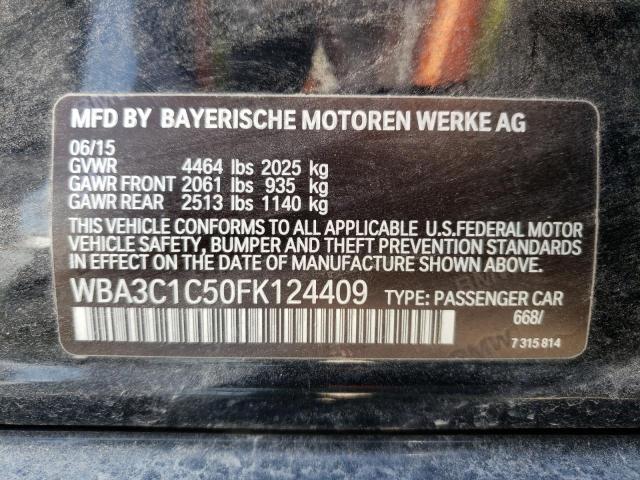 MFD BY BAYERISCHE MOTOREN WERKE AG
06/15
GVWR 4464 lbs 2025 kg
GAWR FRONT 2061 lbs 935 kg
GAWR REAR 2513 lbs 1140 kg
THIS VEHICLE CONFORMS TO ALL APPLICABLE U.S.FEDERAL MOTOR
VEHICLE SAFETY, BUMPER AND THEFT PREVENTION STANDARDS
IN EFFECT ON THE DATE OF MANUFACTURE SHOWN ABOVE.
WBA3C1C50FK124409 TYPE: PASSENGER CAR
668/
7 315 814
BMW
BMW